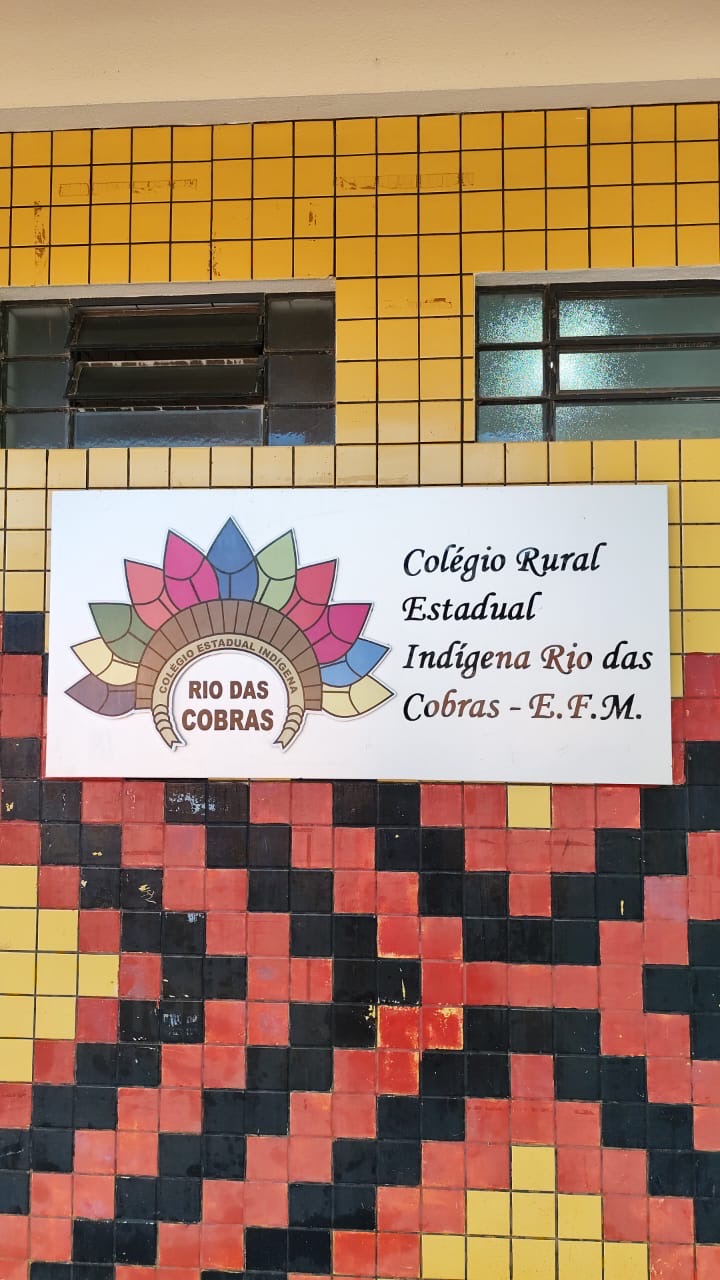 COLÉGIO ESTADUAL INDÍGENA
RIO DAS
COBRAS
Colégio Rural
Estadual
Indígena Rio das
Cobras - E.F.M.